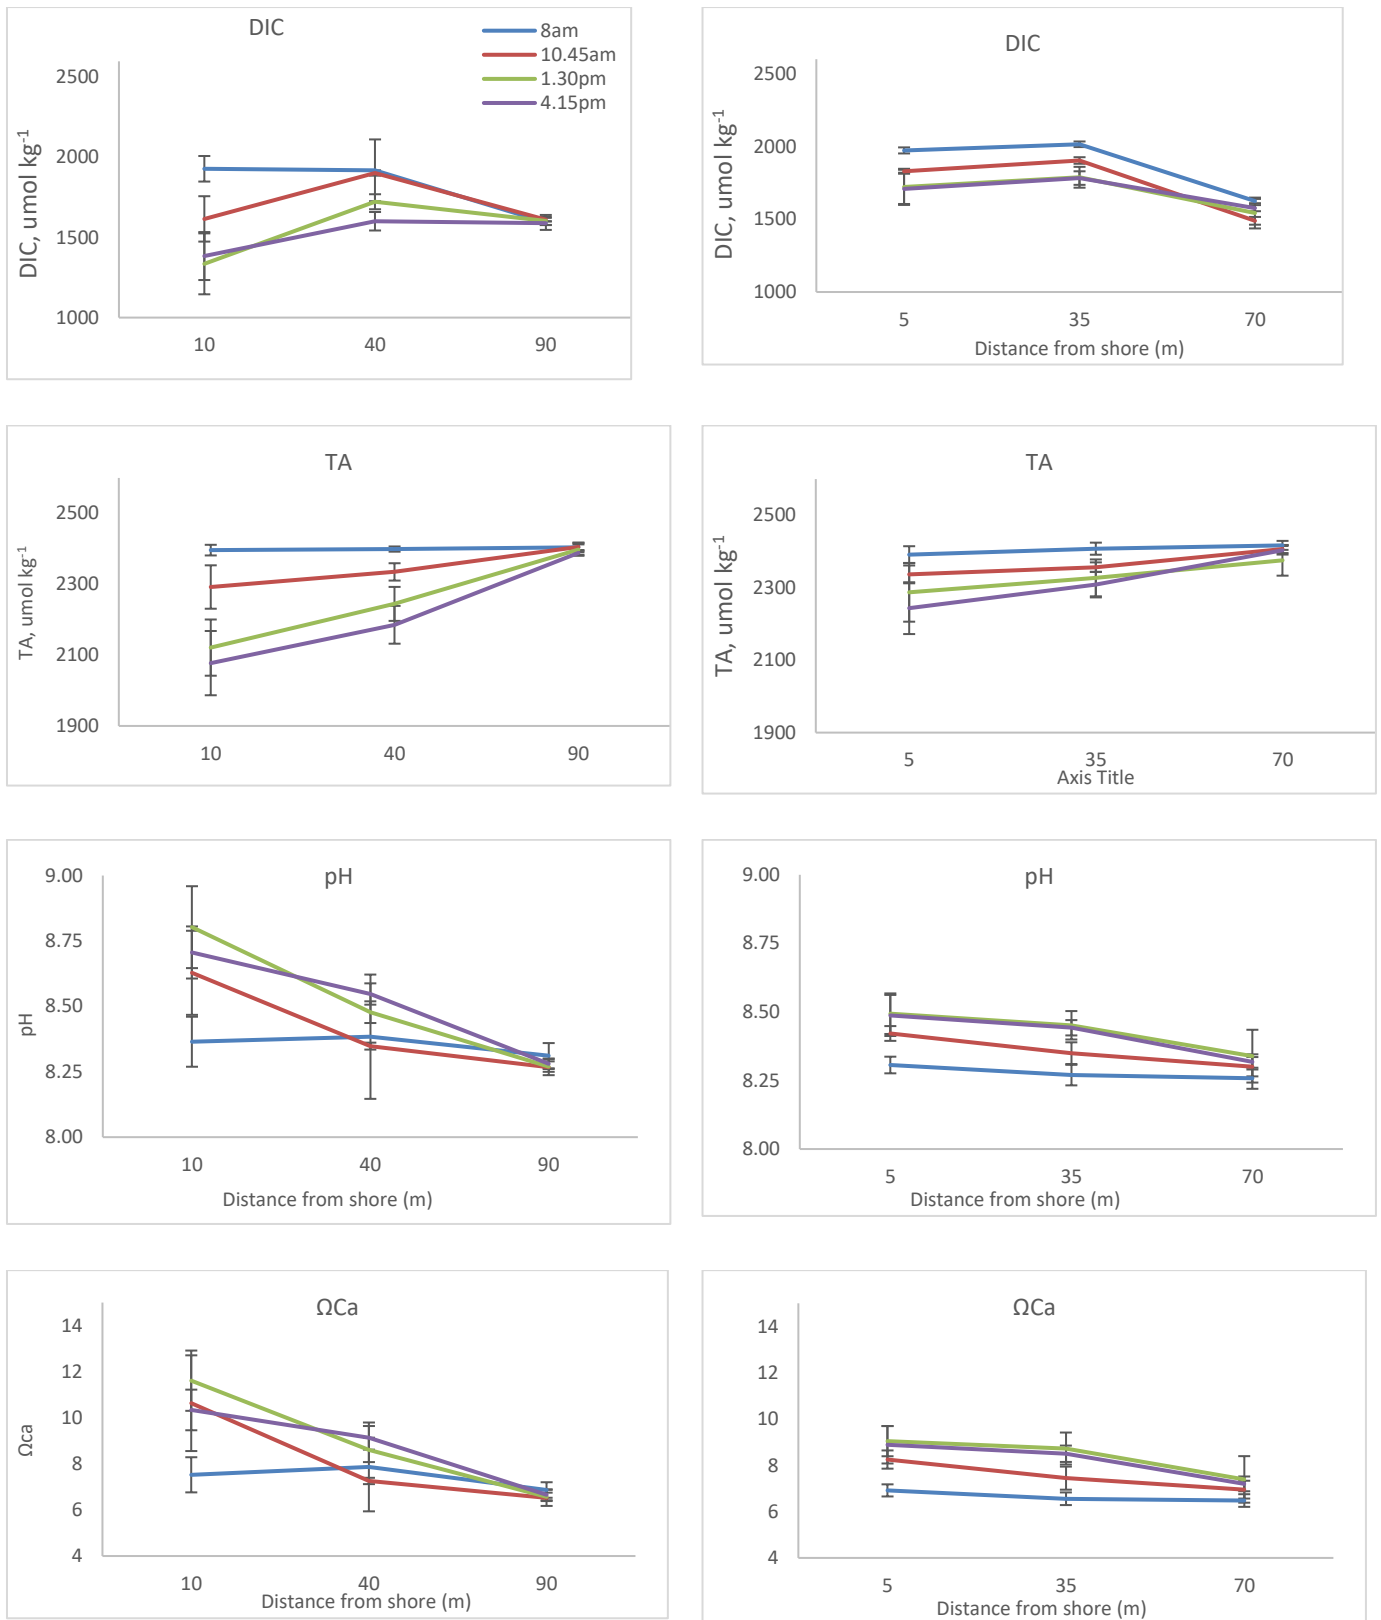 DIC
8am
10.45am
1.30pm
4.15pm
2500
2000
1500
1000
DIC, umol kg-1
10 40 90
DIC
2500
2000
1500
1000
DIC, umol kg-1
5 35 70
Distance from shore (m)
TA
2500
2300
2100
1900
TA, umol kg-1
10 40 90
TA
2500
2300
2100
1900
TA, umol kg-1
5 35 70
Axis Title
pH
9.00
8.75
8.50
8.25
8.00
pH
10 40 90
Distance from shore (m)
pH
9.00
8.75
8.50
8.25
8.00
5 35 70
Distance from shore (m)
ΩCa
14
12
10
8
6
4
Ωca
10 40 90
Distance from shore (m)
ΩCa
14
12
10
8
6
4
5 35 70
Distance from shore (m)